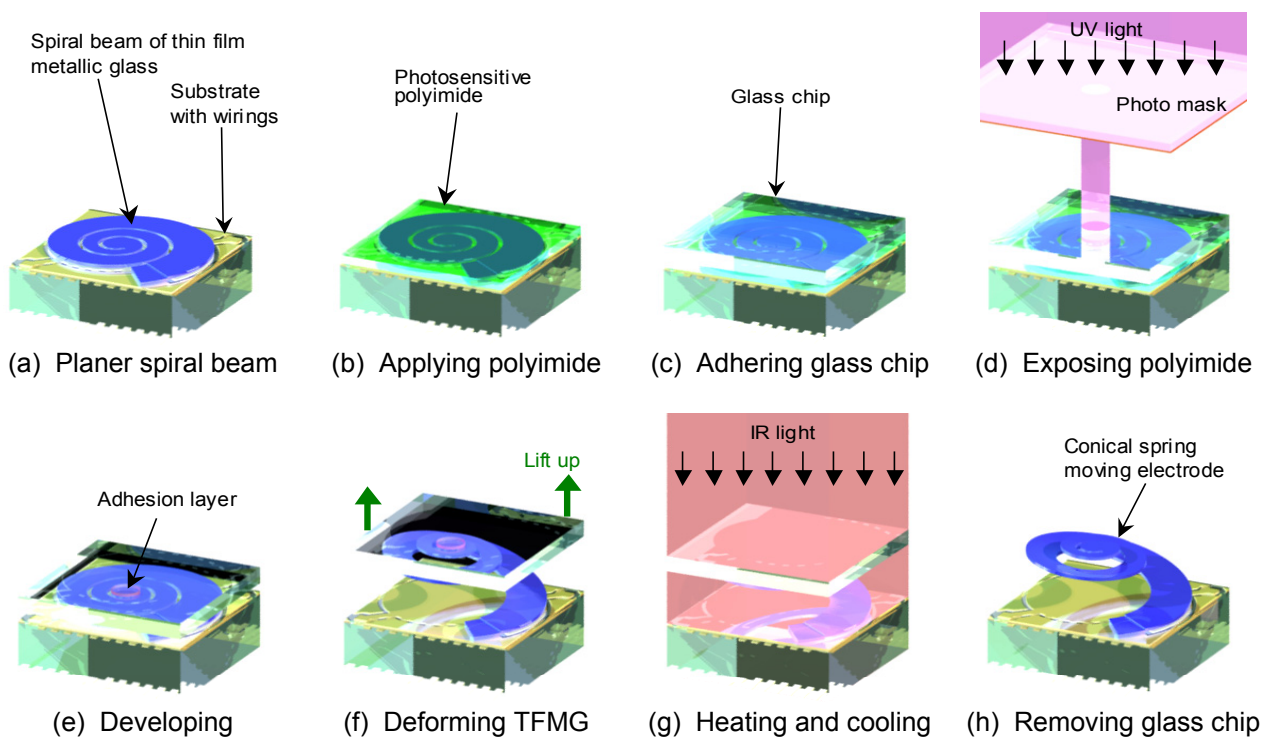 Spiral beam of thin film
metallic glass
Substrate
with wirings
(a) Planer spiral beam
Photosensitive
polyimide
(b) Applying polyimide
Glass chip
(c) Adhering glass chip
UV light
Photo mask
(d) Exposing polyimide
Adhesion layer
(e) Developing
Lift up
(f) Deforming TFMG
IR light
(g) Heating and cooling
Conical spring
moving electrode
(h) Removing glass chip